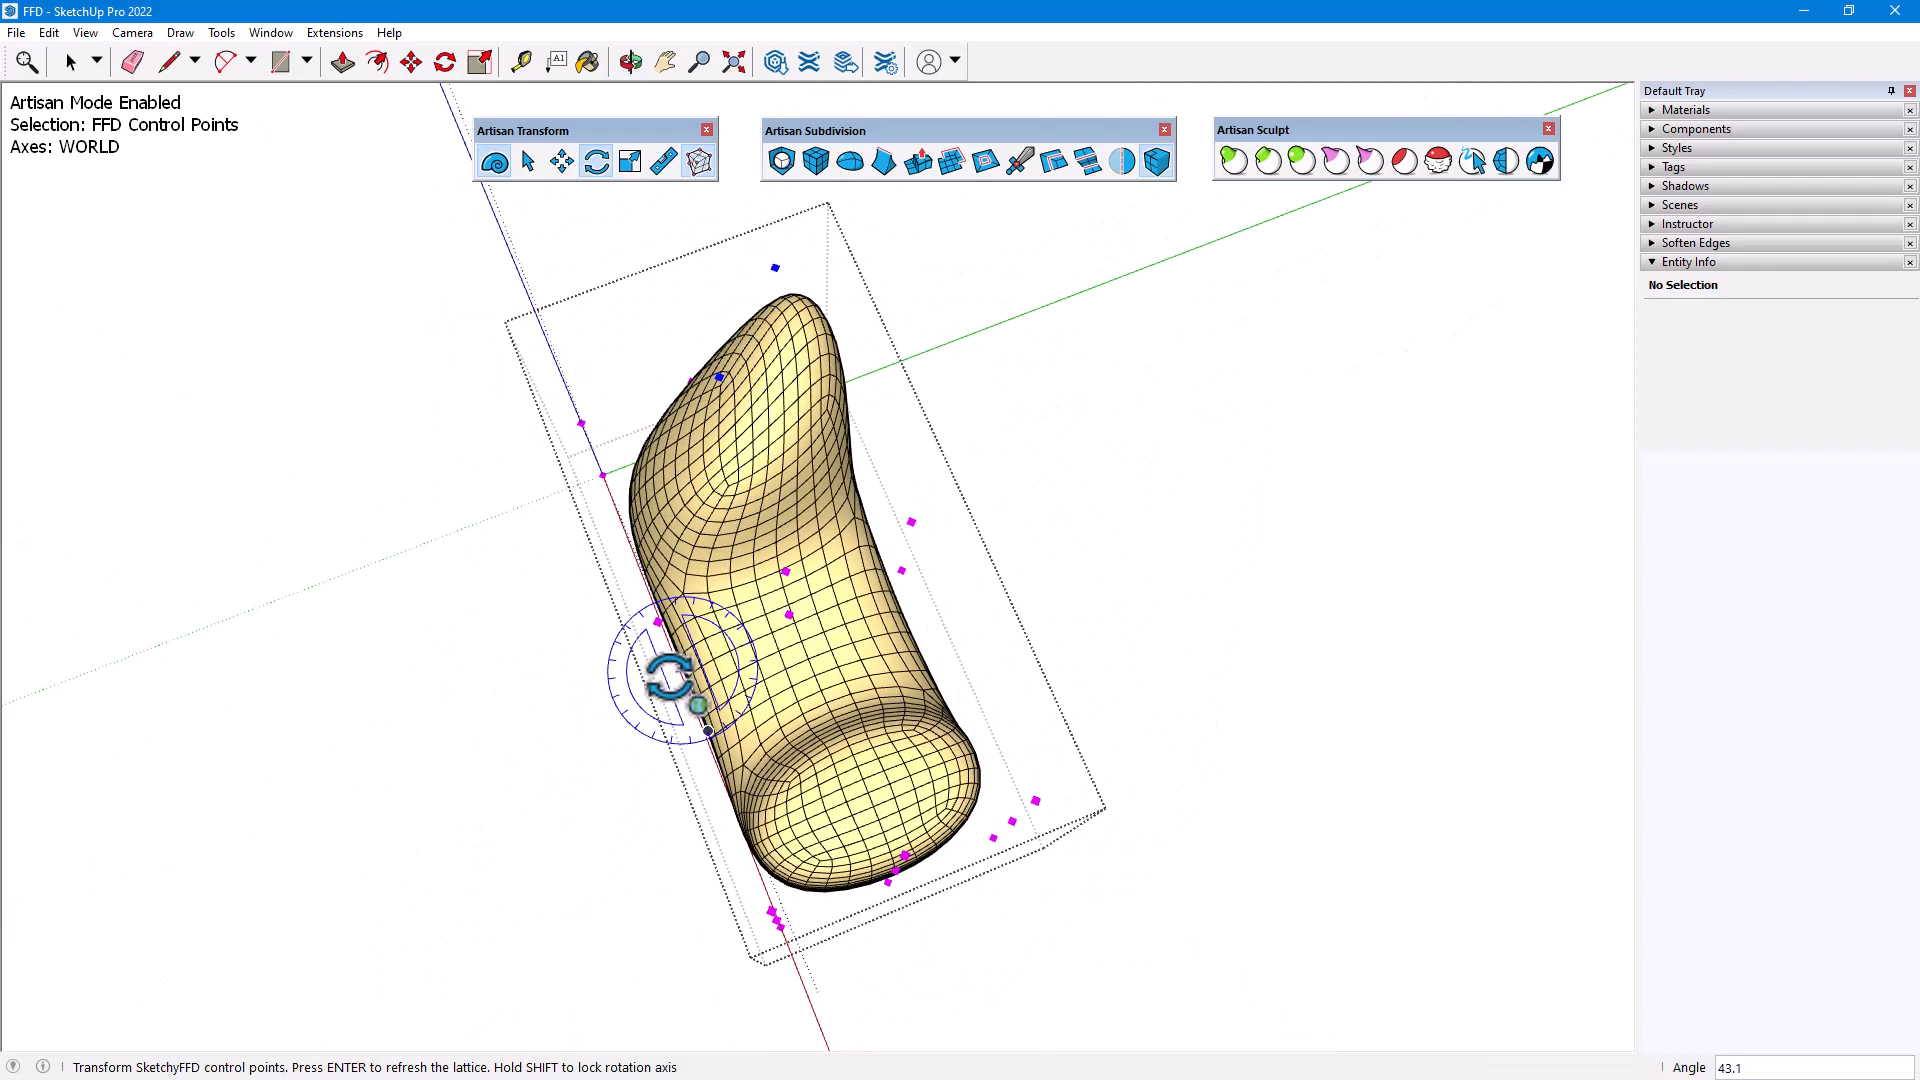 FFD - SketchUp Pro 2022
File Edit View Camera Draw Tools Window Extensions Help
A1
Artisan Mode Enabled
Selection: FFD Control Points
Axes: WORLD
Artisan Transform
Artisan Subdivision
Artisan Sculpt
Default Tray
Materials
Components
Styles
Tags
Shadows
Scenes
Instructor
Soften Edges
Entity Info
No Selection
Transform SketchyFFD control points. Press ENTER to refresh the lattice. Hold SHIFT to lock rotation axis
Angle 43.1